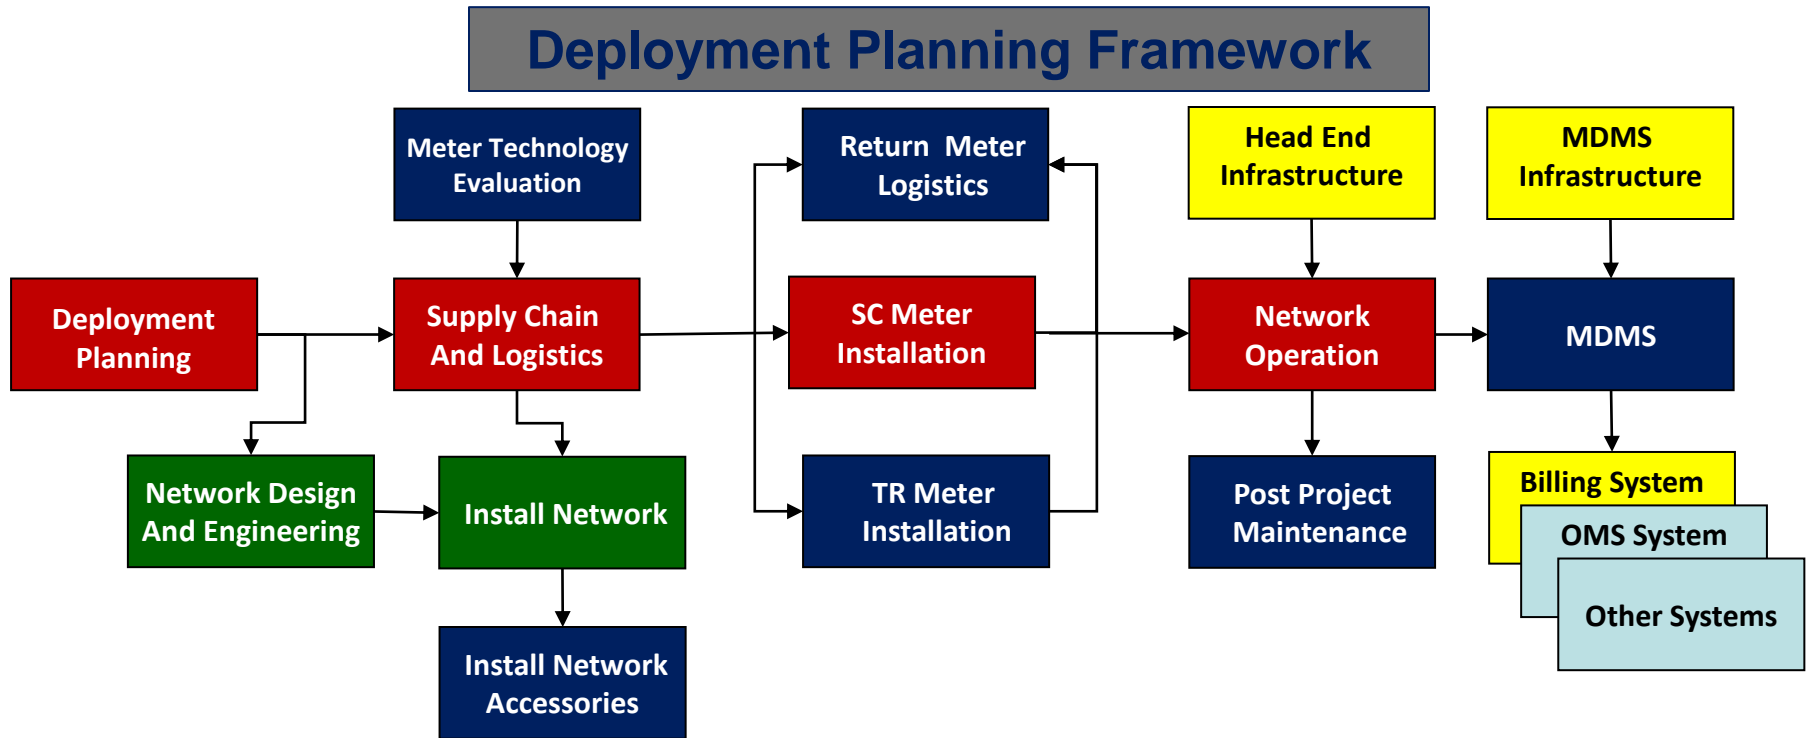 Deployment Planning Framework
Meter Technology
Evaluation
Return Meter
Logistics
Head End
Infrastructure
MDMS
Infrastructure
Deployment
Planning
Supply Chain
And Logistics
SC Meter
Installation
Network
Operation
MDMS
Network Design
And Engineering
Install Network
TR Meter
Installation
Post Project
Maintenance
Billing System
OMS System
Other Systems
Install Network
Accessories